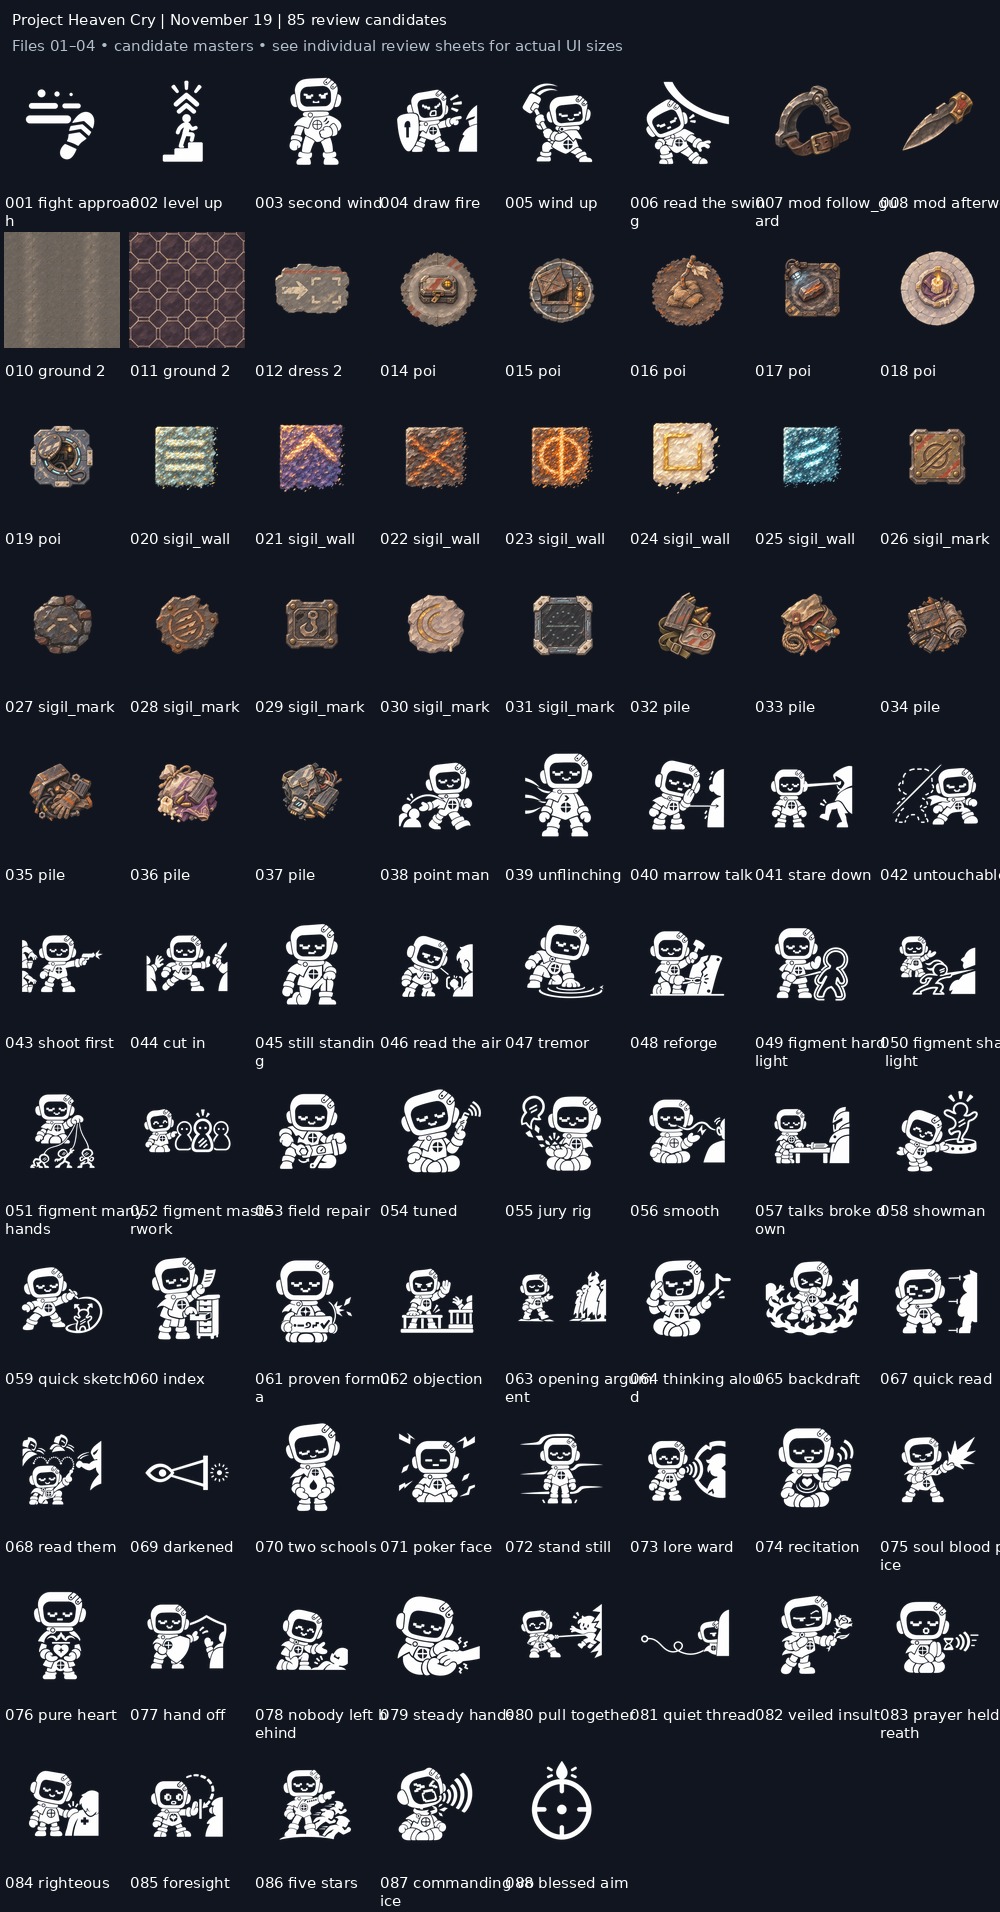 Project Heaven Cry | November 19 | 85 review candidates
Files 01–04 • candidate masters • see individual review sheets for actual UI sizes
001 fight approac
h
002 level up
003 second wind
004 draw fire
005 wind up
006 read the swin
g
007 mod follow_gu
ard
008 mod afterw
010 ground 2
011 ground 2
012 dress 2
014 poi
015 poi
016 poi
017 poi
018 poi
019 poi
020 sigil_wall
021 sigil_wall
022 sigil_wall
023 sigil_wall
024 sigil_wall
025 sigil_wall
026 sigil_mark
027 sigil_mark
028 sigil_mark
029 sigil_mark
030 sigil_mark
031 sigil_mark
032 pile
033 pile
034 pile
035 pile
036 pile
037 pile
038 point man
039 unflinching
040 marrow talk
041 stare down
042 untouchable
043 shoot first
044 cut in
045 still standin
g
046 read the air
047 tremor
048 reforge
049 figment hard
light
050 figment sha
light
051 figment many
hands
052 figment maste
rwork
053 field repair
054 tuned
055 jury rig
056 smooth
057 talks broke d
own
058 showman
059 quick sketch
060 index
061 proven formul
a
062 objection
063 opening argum
ent
064 thinking alou
d
065 backdraft
067 quick read
068 read them
069 darkened
070 two schools
071 poker face
072 stand still
073 lore ward
074 recitation
075 soul blood p
ice
076 pure heart
077 hand off
078 nobody left b
ehind
079 steady hands
080 pull together
081 quiet thread
082 veiled insult
083 prayer held
reath
084 righteous
085 foresight
086 five stars
087 commanding vo
ice
088 blessed aim